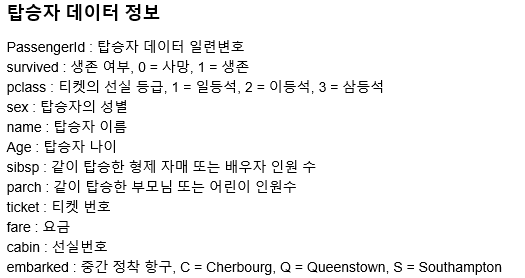 탑승자 데이터 정보
PassengerId : 탑승자 데이터 일련변호
survived : 생존 여부, 0 = 사망, 1 = 생존
pclass : 티켓의 선실 등급, 1 = 일등석, 2 = 이등석, 3 = 삼등석
sex : 탑승자의 성별
name : 탑승자 이름
Age : 탑승자 나이
sibsp : 같이 탑승한 형제 자매 또는 배우자 인원 수
parch : 같이 탑승한 부모님 또는 어린이 인원수
ticket : 티켓 번호
fare : 요금
cabin : 선실번호
embarked : 중간 정착 항구, C = Cherbourg, Q = Queenstown, S = Southampton